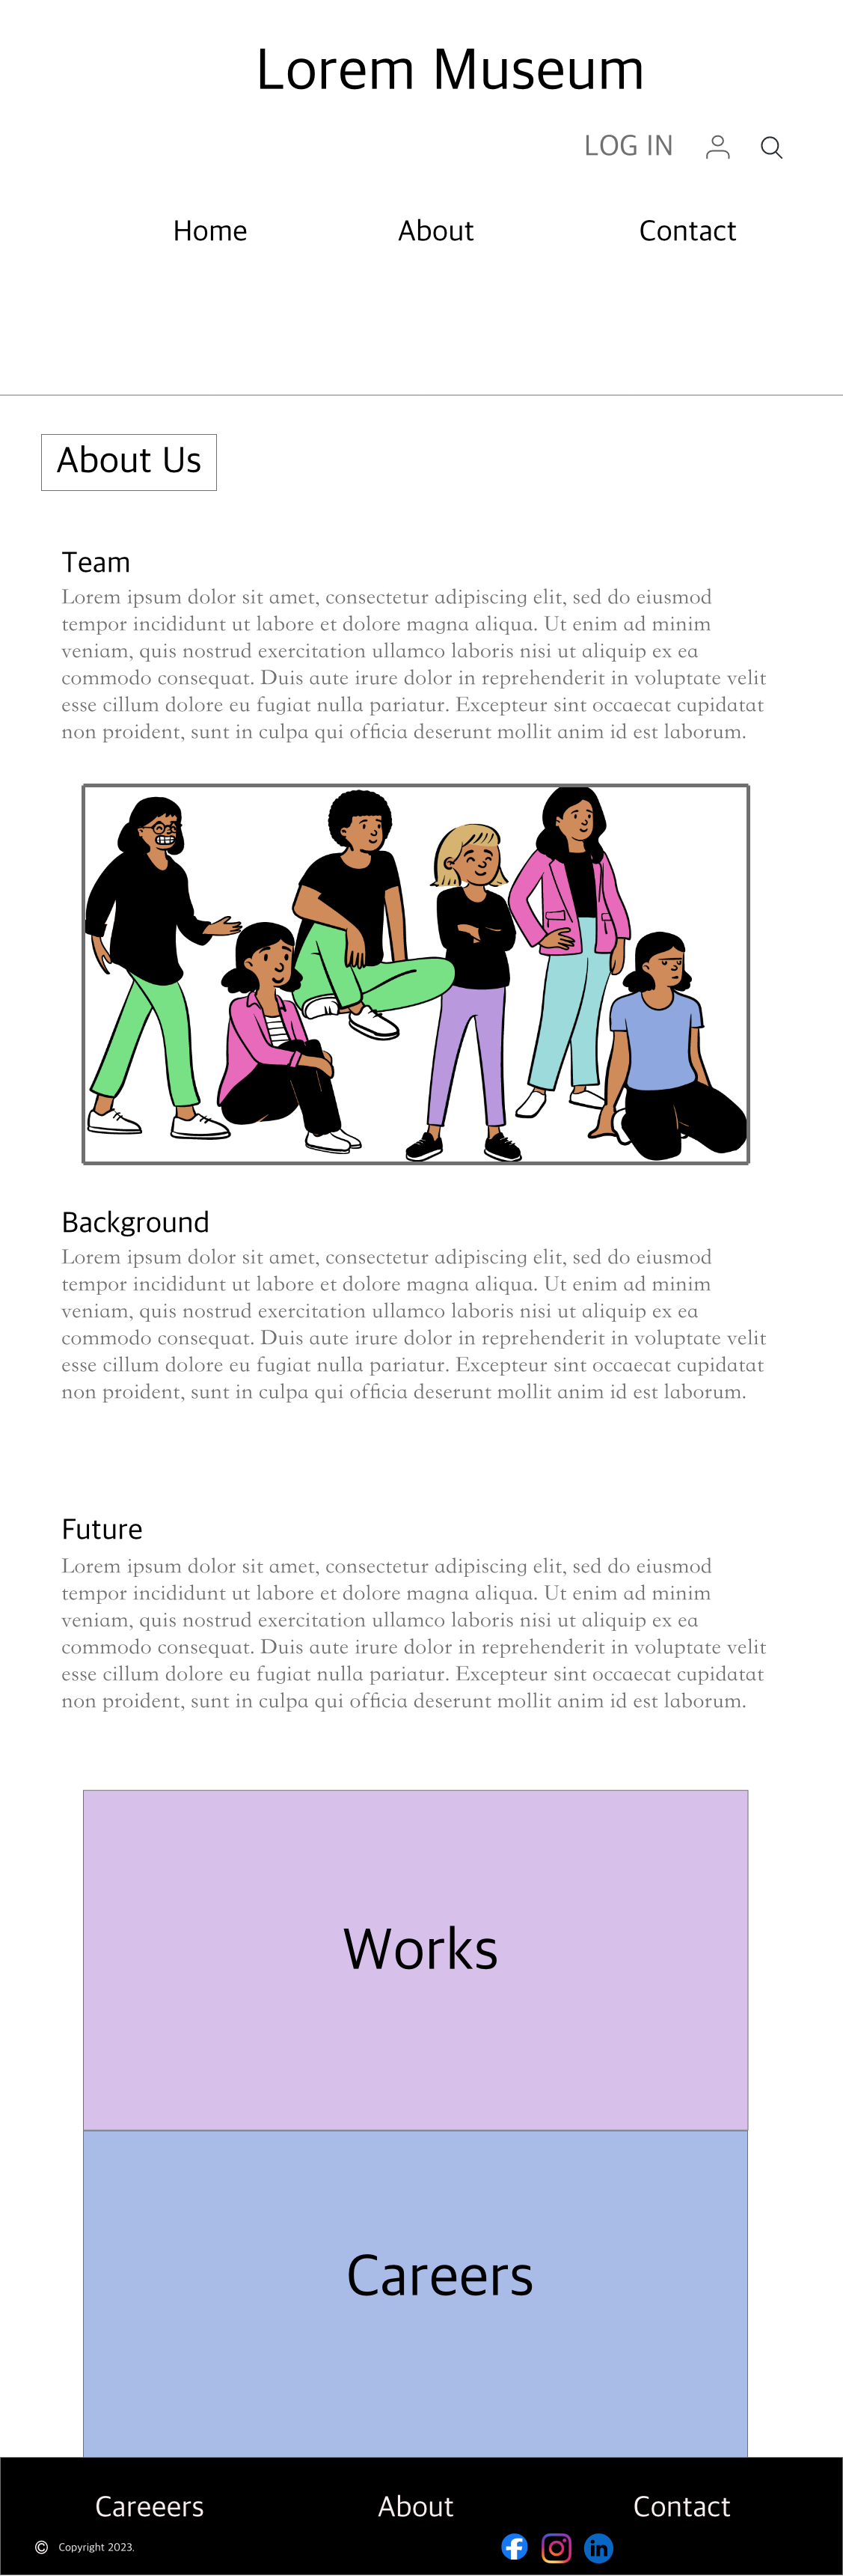 Lorem Museum
LOG IN
Home About Contact
About Us
Team
Lorem ipsum dolor sit amet, consectetur adipiscing elit, sed do eiusmod
tempor incididunt ut labore et dolore magna aliqua. Ut enim ad minim
veniam, quis nostrud exercitation ullamco laboris nisi ut aliquip ex ea
commodo consequat. Duis aute irure dolor in reprehenderit in voluptate velit
esse cillum dolore eu fugiat nulla pariatur. Excepteur sint occaecat cupidatat
non proident, sunt in culpa qui officia deserunt mollit anim id est laborum.
Background
Lorem ipsum dolor sit amet, consectetur adipiscing elit, sed do eiusmod
tempor incididunt ut labore et dolore magna aliqua. Ut enim ad minim
veniam, quis nostrud exercitation ullamco laboris nisi ut aliquip ex ea
commodo consequat. Duis aute irure dolor in reprehenderit in voluptate velit
esse cillum dolore eu fugiat nulla pariatur. Excepteur sint occaecat cupidatat
non proident, sunt in culpa qui officia deserunt mollit anim id est laborum.
Future
Lorem ipsum dolor sit amet, consectetur adipiscing elit, sed do eiusmod
tempor incididunt ut labore et dolore magna aliqua. Ut enim ad minim
veniam, quis nostrud exercitation ullamco laboris nisi ut aliquip ex ea
commodo consequat. Duis aute irure dolor in reprehenderit in voluptate velit
esse cillum dolore eu fugiat nulla pariatur. Excepteur sint occaecat cupidatat
non proident, sunt in culpa qui officia deserunt mollit anim id est laborum.
Works
Careers
Careeers About Contact
© Copyright 2023. f in